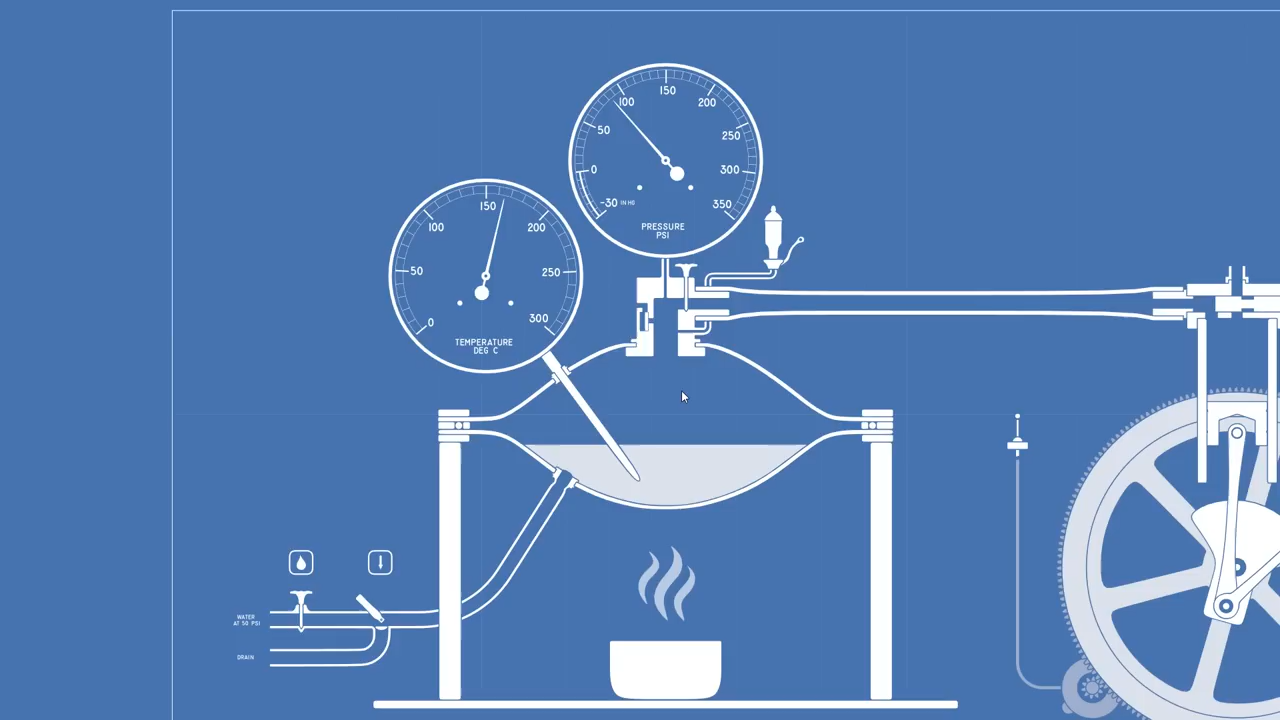 150
100
200
50
250
0
300
-30 IN HG
350
PRESSURE
PSI
150
100
200
50
250
0
300
TEMPERATURE
DEG C
WATER
AT 50 PSI
DRAIN